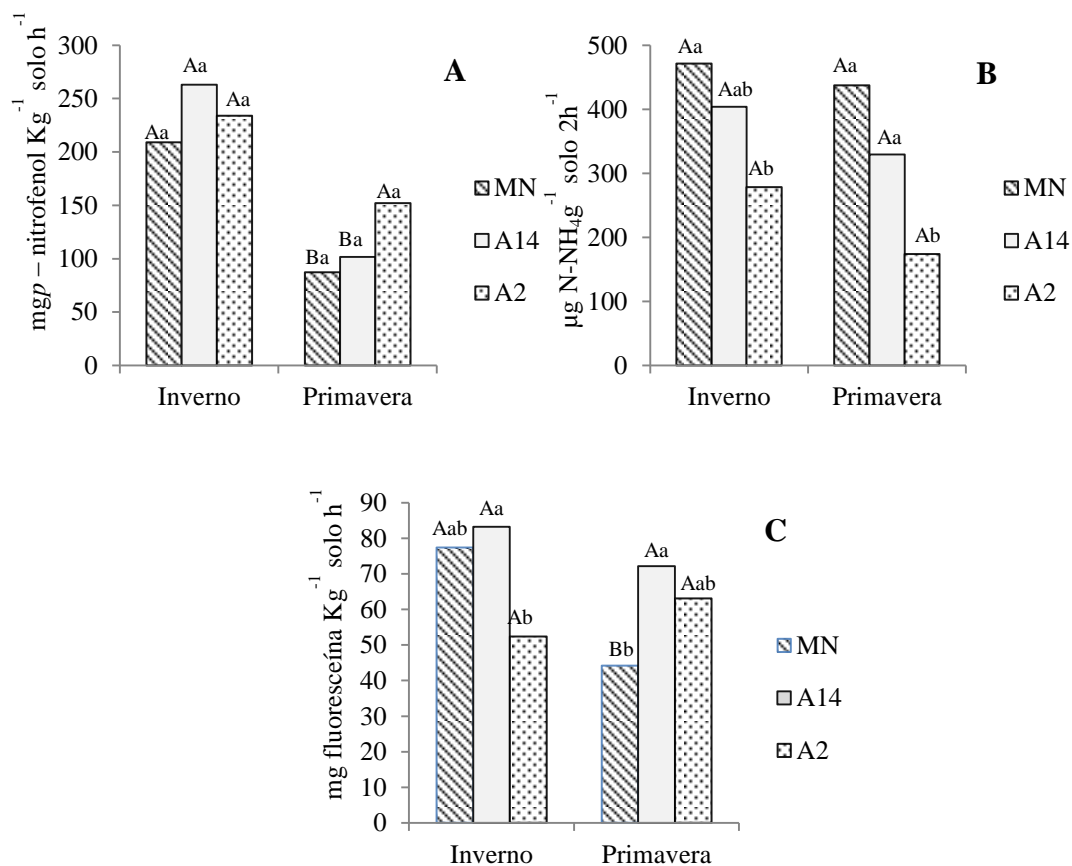 mgp – nitrofenol Kg⁻¹ solo h⁻¹
300
250
200
150
100
50
0
Aa
Aa
Aa
Ba
Ba
Aa
Inverno
Primavera
A
MN
A14
A2
µg N-NH₄g⁻¹ solo 2h⁻¹
500
400
300
200
100
0
Aa
Aab
Ab
Aa
Aa
Ab
Inverno
Primavera
B
MN
A14
A2
mg fluoresceína Kg⁻¹ solo h⁻¹
90
80
70
60
50
40
30
20
10
0
Aab
Aa
Ab
Bb
Aa
Aab
Inverno
Primavera
C
MN
A14
A2